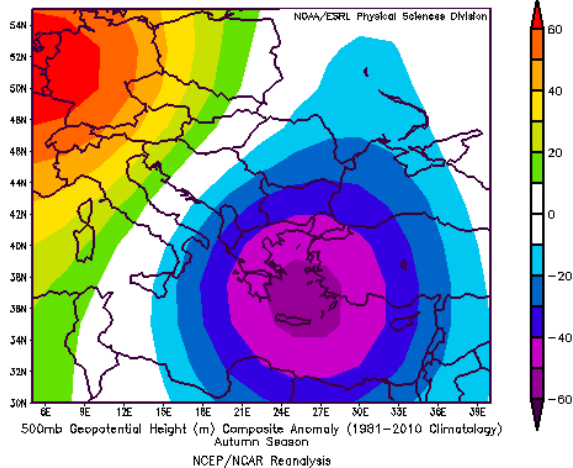 NOAA/ESRL Physical Sciences Division
54N
52N
50N
48N
46N
44N
42N
40N
38N
36N
34N
32N
30N
6E 9E 12E 15E 18E 21E 24E 27E 30E 33E 36E 39E
60
40
20
0
−20
−40
−60
500mb Geopotential Height (m) Composite Anomaly (1981−2010 Climatology)
Autumn Season
NCEP/NCAR Reanalysis